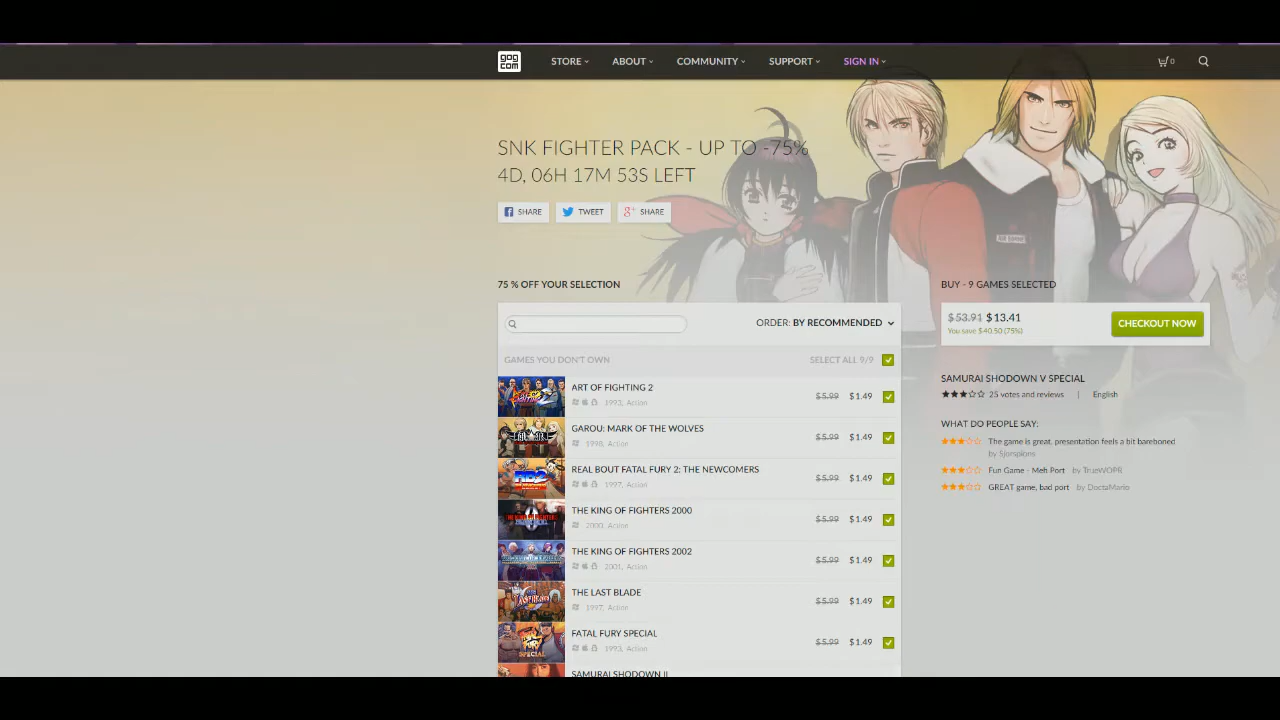 gog
com
STORE
ABOUT
COMMUNITY
SUPPORT
SIGN IN
0
SNK FIGHTER PACK - UP TO -75%
4D, 06H 17M 53S LEFT
SHARE
TWEET
SHARE
75 % OFF YOUR SELECTION
BUY - 9 GAMES SELECTED
ORDER: BY RECOMMENDED
$ 53.91 $ 13.41
You save $ 40.50 (75%)
CHECKOUT NOW
GAMES YOU DON'T OWN
SELECT ALL 9/9
ART OF FIGHTING 2
1993, Action
$ 5.99 $ 1.49
GAROU: MARK OF THE WOLVES
1998, Action
$ 5.99 $ 1.49
REAL BOUT FATAL FURY 2: THE NEWCOMERS
1997, Action
$ 5.99 $ 1.49
THE KING OF FIGHTERS 2000
2000, Action
$ 5.99 $ 1.49
THE KING OF FIGHTERS 2002
2001, Action
$ 5.99 $ 1.49
THE LAST BLADE
1997, Action
$ 5.99 $ 1.49
FATAL FURY SPECIAL
1993, Action
$ 5.99 $ 1.49
SAMURAI SHODOWN II
SAMURAI SHODOWN V SPECIAL
25 votes and reviews | English
WHAT DO PEOPLE SAY:
The game is great, presentation feels a bit bareboned
by Sjorspions
Fun Game - Meh Port by TrueWOPR
GREAT game, bad port by DoctaMario